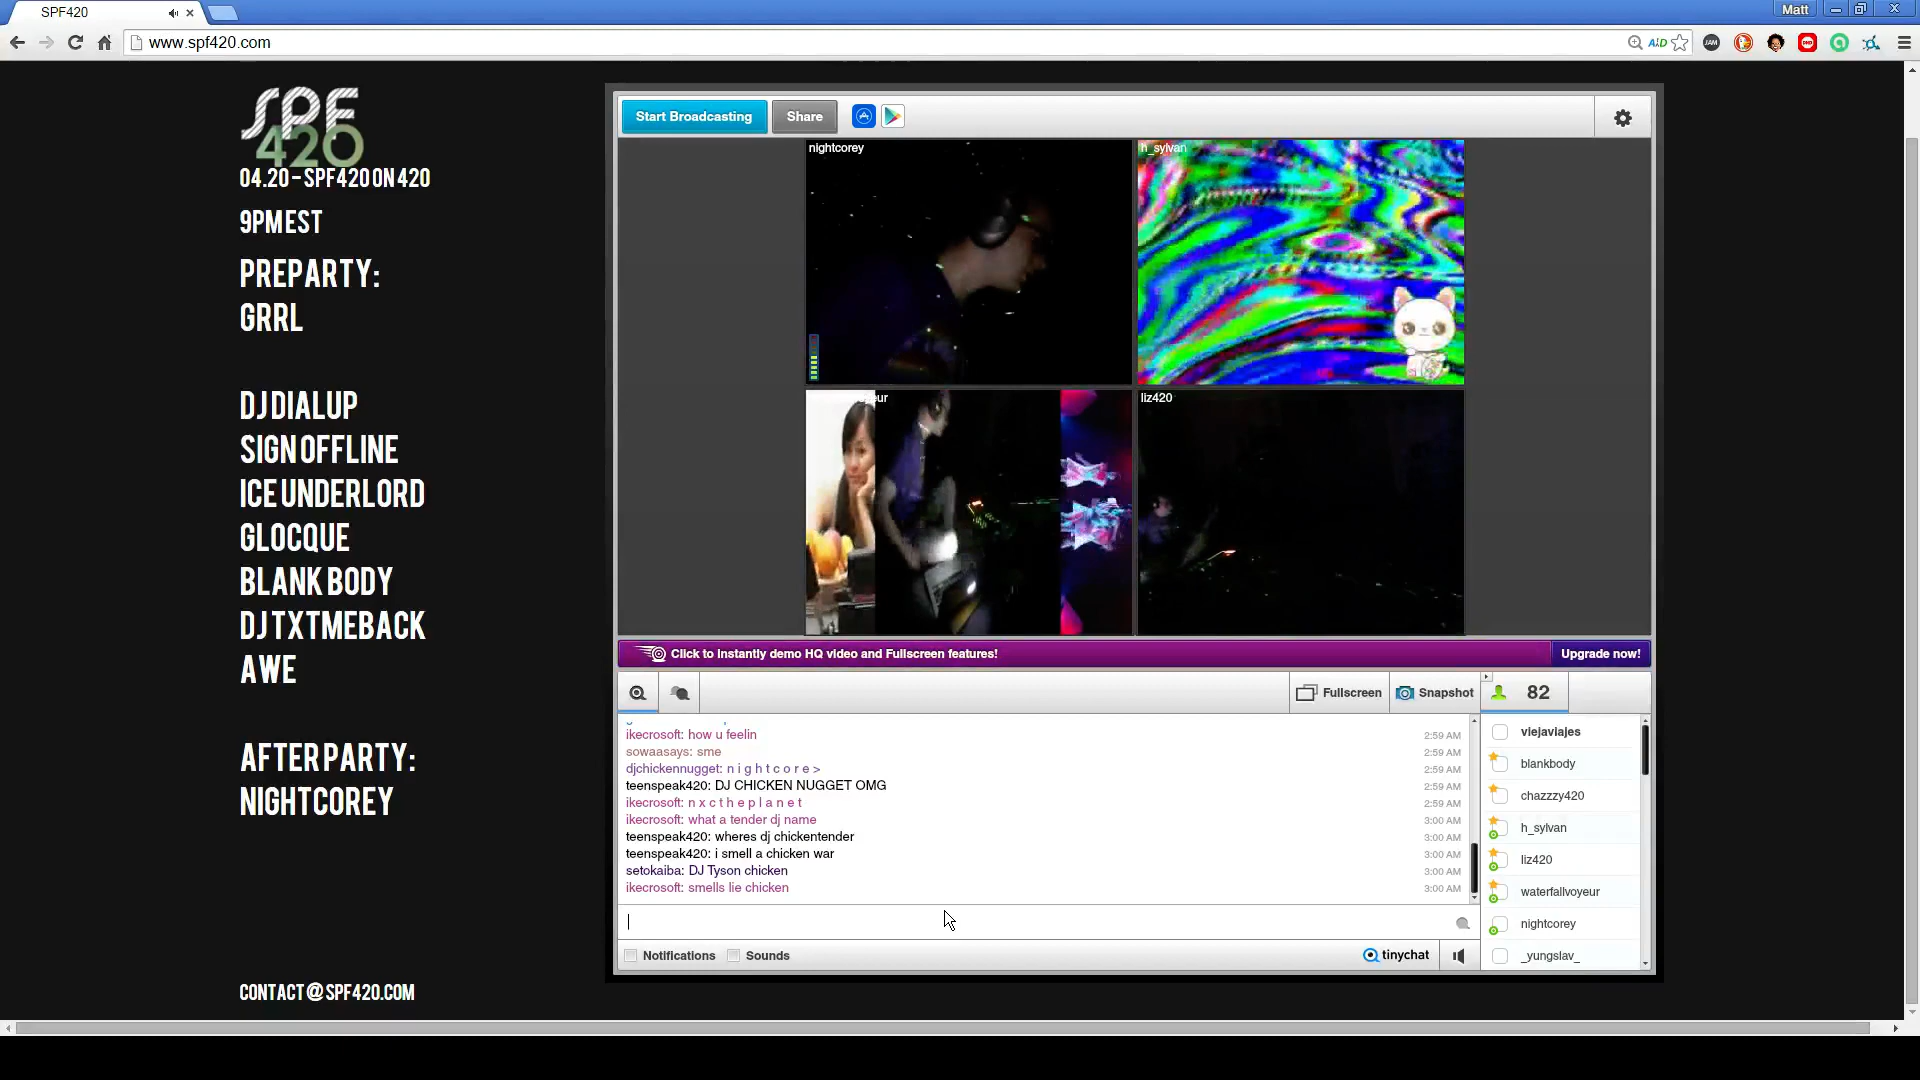 SPF420
Matt
www.spf420.com
SPF
420
04.20 - SPF420 ON 420
9PM EST
PREPARTY:
GRRL
DJ DIALUP
SIGN OFFLINE
ICE UNDERLORD
GLOCQUE
BLANK BODY
DJ TXTMEBACK
AWE
AFTER PARTY:
NIGHTCOREY
CONTACT@SPF420.COM
Start Broadcasting
Share
nightcorey
h_sylvan
eur
liz420
Click to instantly demo HQ video and Fullscreen features!
Upgrade now!
Fullscreen
Snapshot
82
ikecrosoft: how u feelin 2:59 AM
sowaasays: sme 2:59 AM
djchickennugget: n i g h t c o r e > 2:59 AM
teenspeak420: DJ CHICKEN NUGGET OMG 2:59 AM
ikecrosoft: n x c t h e p l a n e t 2:59 AM
ikecrosoft: what a tender dj name 3:00 AM
teenspeak420: wheres dj chickentender 3:00 AM
teenspeak420: i smell a chicken war 3:00 AM
setokaiba: DJ Tyson chicken 3:00 AM
ikecrosoft: smells lie chicken 3:00 AM
viejaviajes
blankbody
chazzzy420
h_sylvan
liz420
waterfallvoyeur
nightcorey
_yungslav_
Notifications
Sounds
tinychat